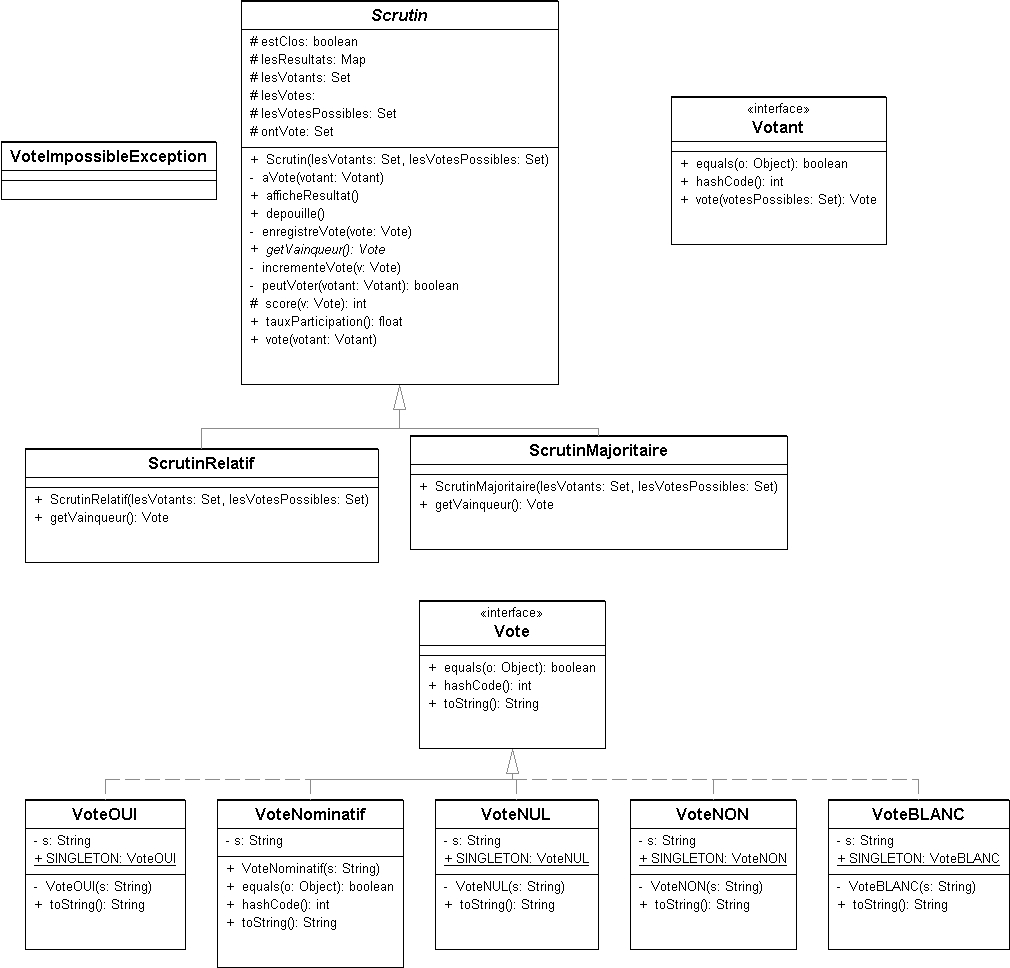 Scrutin
# estClos: boolean
# lesResultats: Map
# lesVotants: Set
# lesVotes:
# lesVotesPossibles: Set
# ontVote: Set
+ Scrutin(lesVotants: Set, lesVotesPossibles: Set)
- aVote(votant: Votant)
+ afficheResultat()
+ depouille()
- enregistreVote(vote: Vote)
+ getVainqueur(): Vote
- incrementeVote(v: Vote)
- peutVoter(votant: Votant): boolean
# score(v: Vote): int
+ tauxParticipation(): float
+ vote(votant: Votant)
VoteImpossibleException
«interface»
Votant
+ equals(o: Object): boolean
+ hashCode(): int
+ vote(votesPossibles: Set): Vote
ScrutinRelatif
+ ScrutinRelatif(lesVotants: Set, lesVotesPossibles: Set)
+ getVainqueur(): Vote
ScrutinMajoritaire
+ ScrutinMajoritaire(lesVotants: Set, lesVotesPossibles: Set)
+ getVainqueur(): Vote
«interface»
Vote
+ equals(o: Object): boolean
+ hashCode(): int
+ toString(): String
VoteOUI
- s: String
+ SINGLETON: VoteOUI
- VoteOUI(s: String)
+ toString(): String
VoteNominatif
- s: String
+ VoteNominatif(s: String)
+ equals(o: Object): boolean
+ hashCode(): int
+ toString(): String
VoteNUL
- s: String
+ SINGLETON: VoteNUL
- VoteNUL(s: String)
+ toString(): String
VoteNON
- s: String
+ SINGLETON: VoteNON
- VoteNON(s: String)
+ toString(): String
VoteBLANC
- s: String
+ SINGLETON: VoteBLANC
- VoteBLANC(s: String)
+ toString(): String